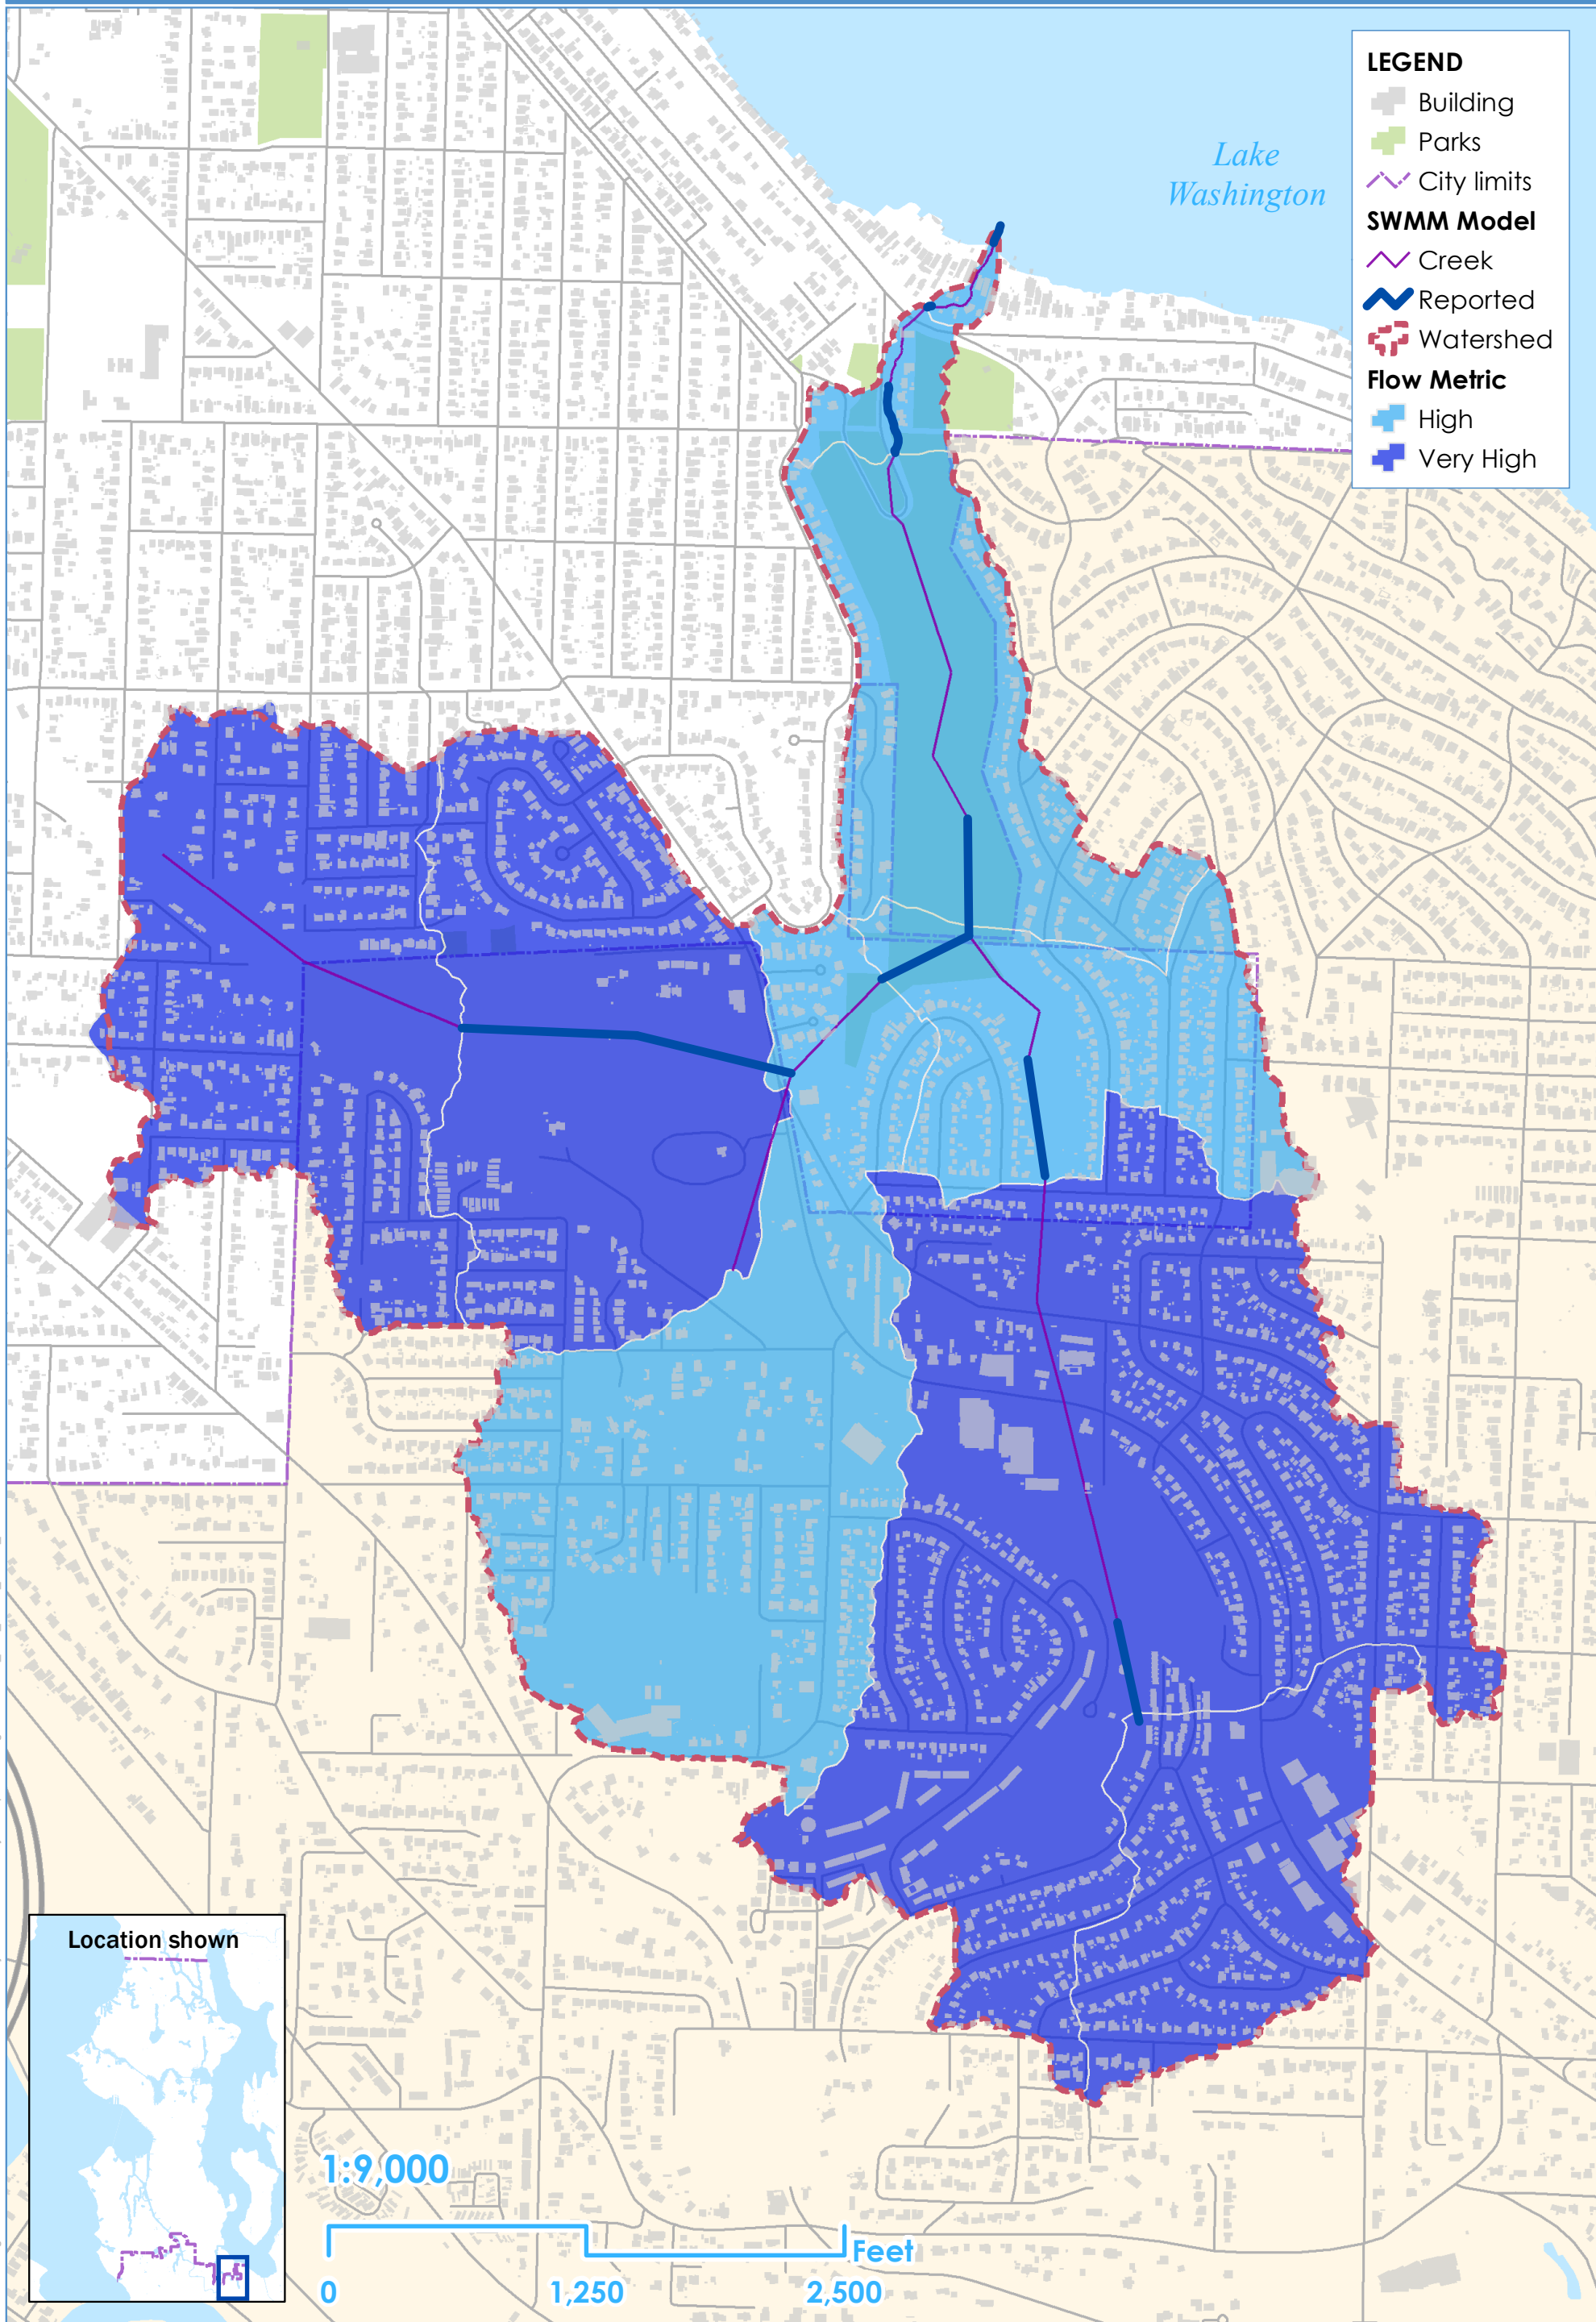 Lake
Washington
LEGEND
Building
Parks
City limits
SWMM Model
Creek
Reported
Watershed
Flow Metric
High
Very High
Location shown
1:9,000
Feet
0
1,250
2,500